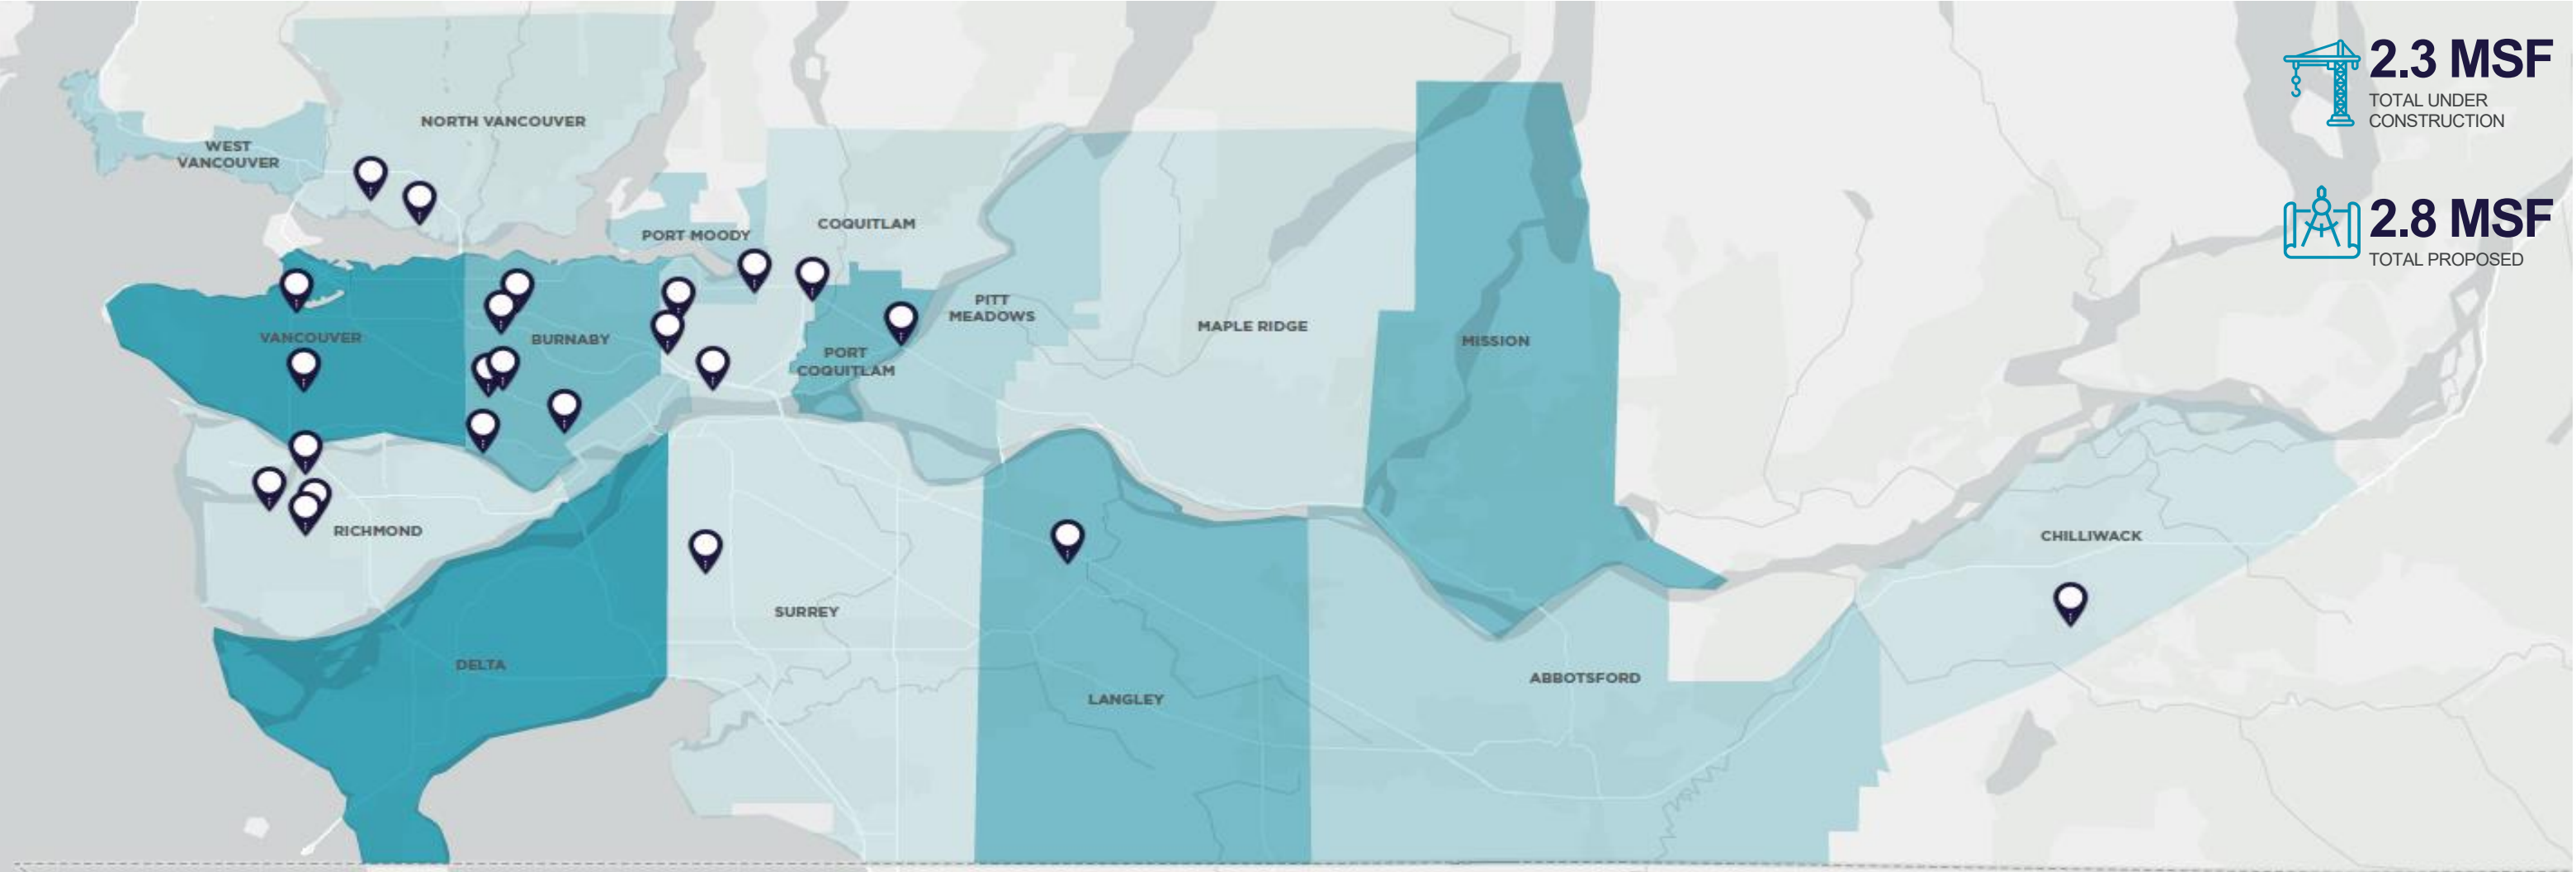 2.3 MSF
TOTAL UNDER
CONSTRUCTION
2.8 MSF
TOTAL PROPOSED
NORTH VANCOUVER
WEST
VANCOUVER
PORT MOODY
COQUITLAM
PITT
MEADOWS
MAPLE RIDGE
MISSION
VANCOUVER
BURNABY
PORT
COQUITLAM
RICHMOND
CHILLIWACK
SURREY
DELTA
LANGLEY
ABBOTSFORD